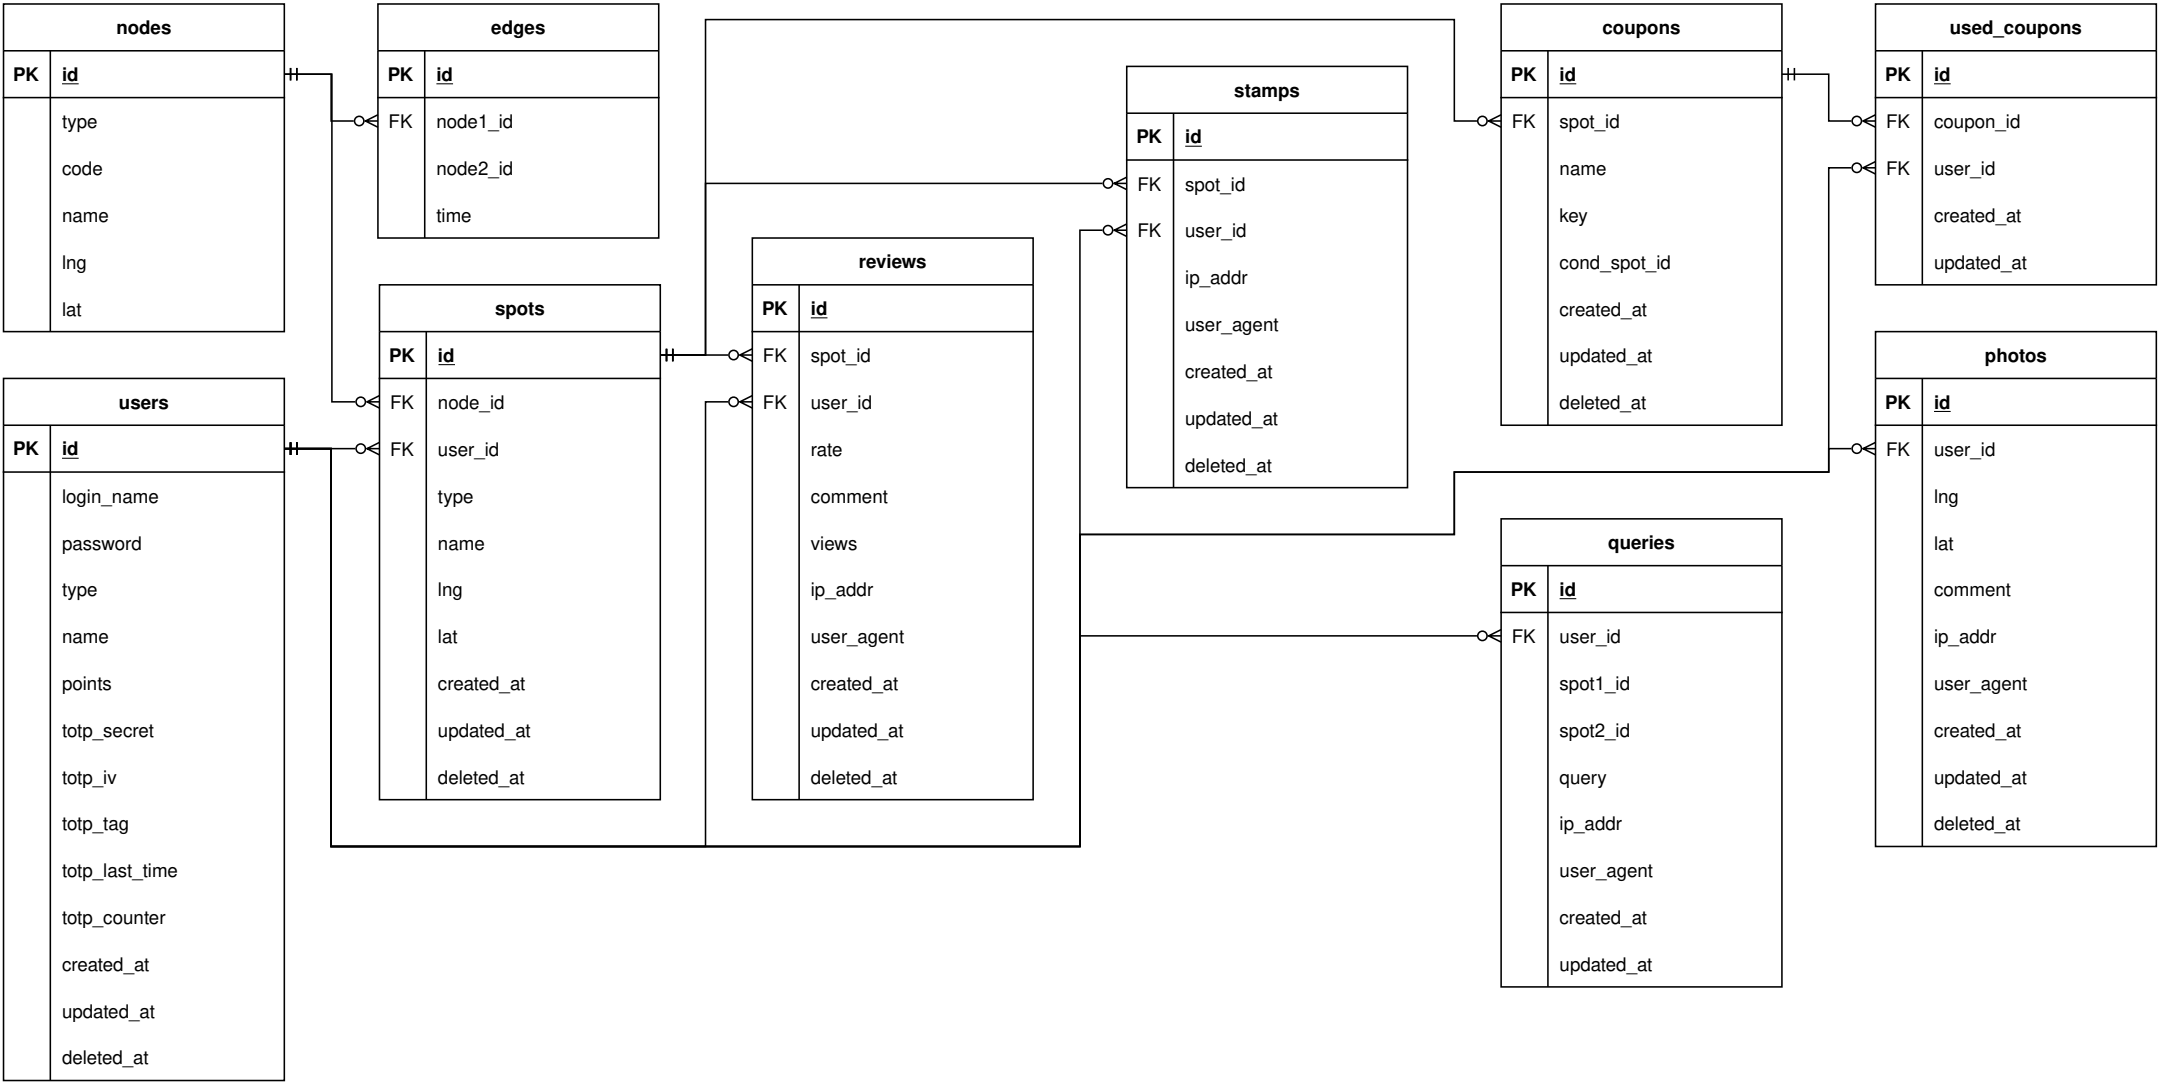 nodes
PK id
type
code
name
lng
lat
edges
PK id
FK node1_id
node2_id
time
users
PK id
login_name
password
type
name
points
totp_secret
totp_iv
totp_tag
totp_last_time
totp_counter
created_at
updated_at
deleted_at
spots
PK id
FK node_id
FK user_id
type
name
lng
lat
created_at
updated_at
deleted_at
reviews
PK id
FK spot_id
FK user_id
rate
comment
views
ip_addr
user_agent
created_at
updated_at
deleted_at
stamps
PK id
FK spot_id
FK user_id
ip_addr
user_agent
created_at
updated_at
deleted_at
coupons
PK id
FK spot_id
name
key
cond_spot_id
created_at
updated_at
deleted_at
queries
PK id
FK user_id
spot1_id
spot2_id
query
ip_addr
user_agent
created_at
updated_at
used_coupons
PK id
FK coupon_id
FK user_id
created_at
updated_at
photos
PK id
FK user_id
lng
lat
comment
ip_addr
user_agent
created_at
updated_at
deleted_at